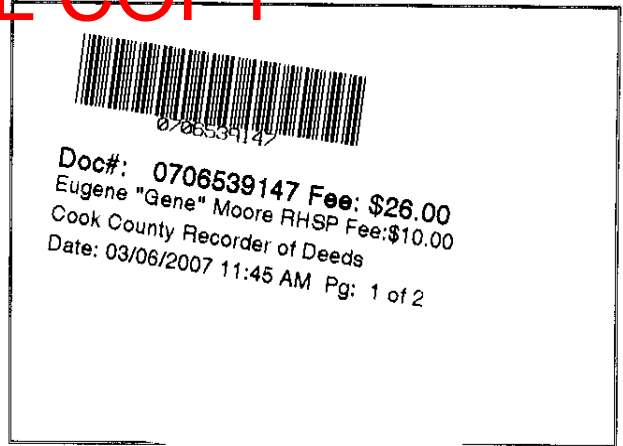 COPY
0706539147
Doc#: 0706539147 Fee: $26.00
Eugene "Gene" Moore RHSP Fee:$10.00
Cook County Recorder of Deeds
Date: 03/06/2007 11:45 AM Pg: 1 of 2